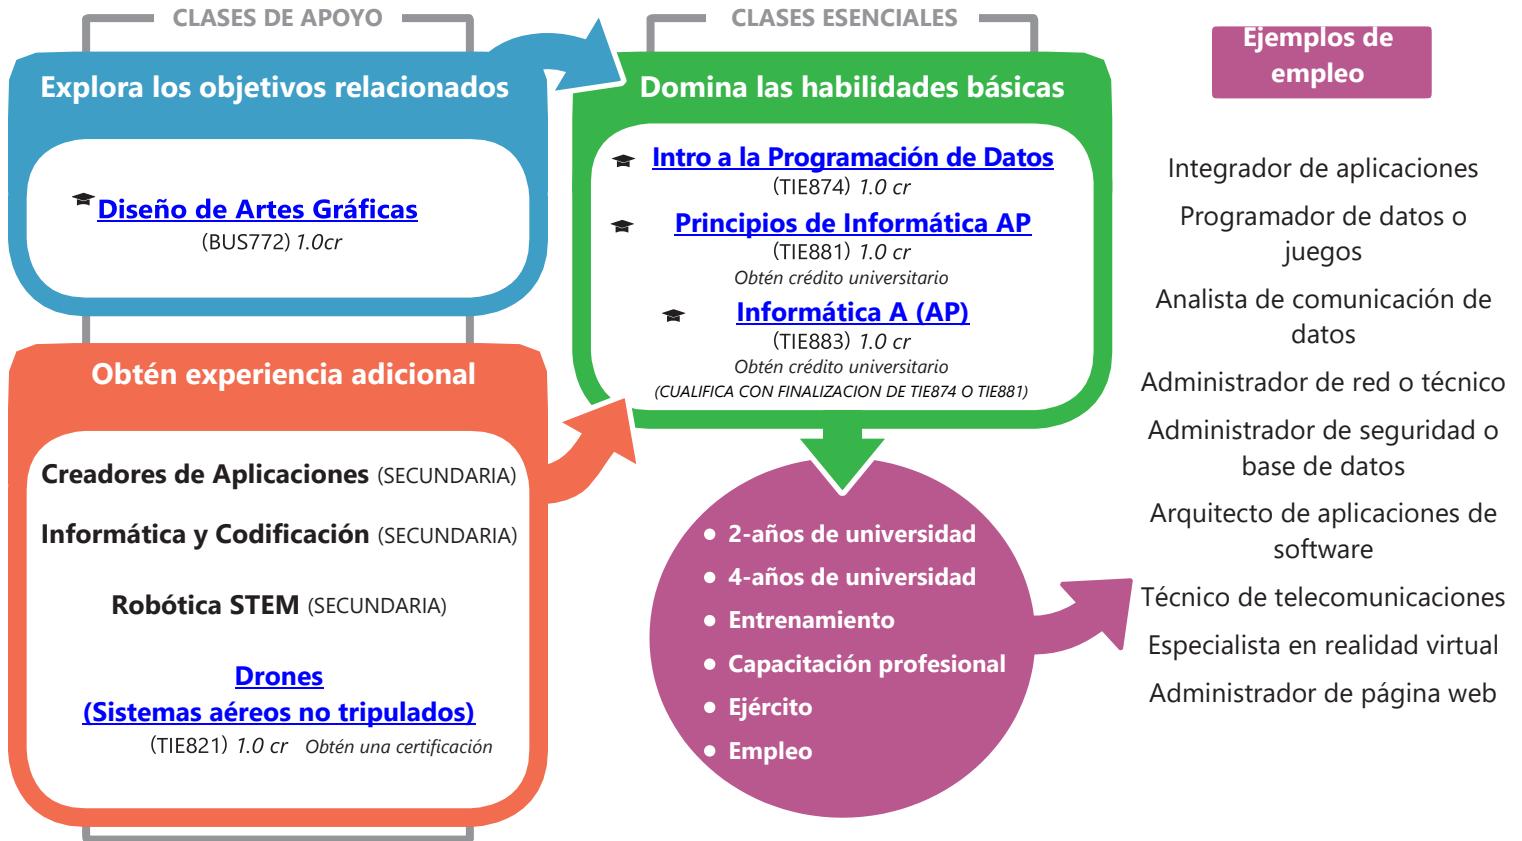 CLASES DE APOYO
Explora los objetivos relacionados
Diseño de Artes Gráficas
(BUS772) 1.0cr
Obtén experiencia adicional
Creadores de Aplicaciones (SECUNDARIA)
Informática y Codificación (SECUNDARIA)
Robótica STEM (SECUNDARIA)
Drones
(Sistemas aéreos no tripulados)
(TIE821) 1.0 cr Obtén una certificación
CLASES ESENCIALES
Domina las habilidades básicas
Intro a la Programación de Datos
(TIE874) 1.0 cr
Principios de Informática AP
(TIE881) 1.0 cr
Obtén crédito universitario
Informática A (AP)
(TIE883) 1.0 cr
Obtén crédito universitario
(CUALIFICA CON FINALIZACION DE TIE874 O TIE881)
• 2-años de universidad
• 4-años de universidad
• Entrenamiento
• Capacitación profesional
• Ejército
• Empleo
Ejemplos de
empleo
Integrador de aplicaciones
Programador de datos o
juegos
Analista de comunicación de
datos
Administrador de red o técnico
Administrador de seguridad o
base de datos
Arquitecto de aplicaciones de
software
Técnico de telecomunicaciones
Especialista en realidad virtual
Administrador de página web